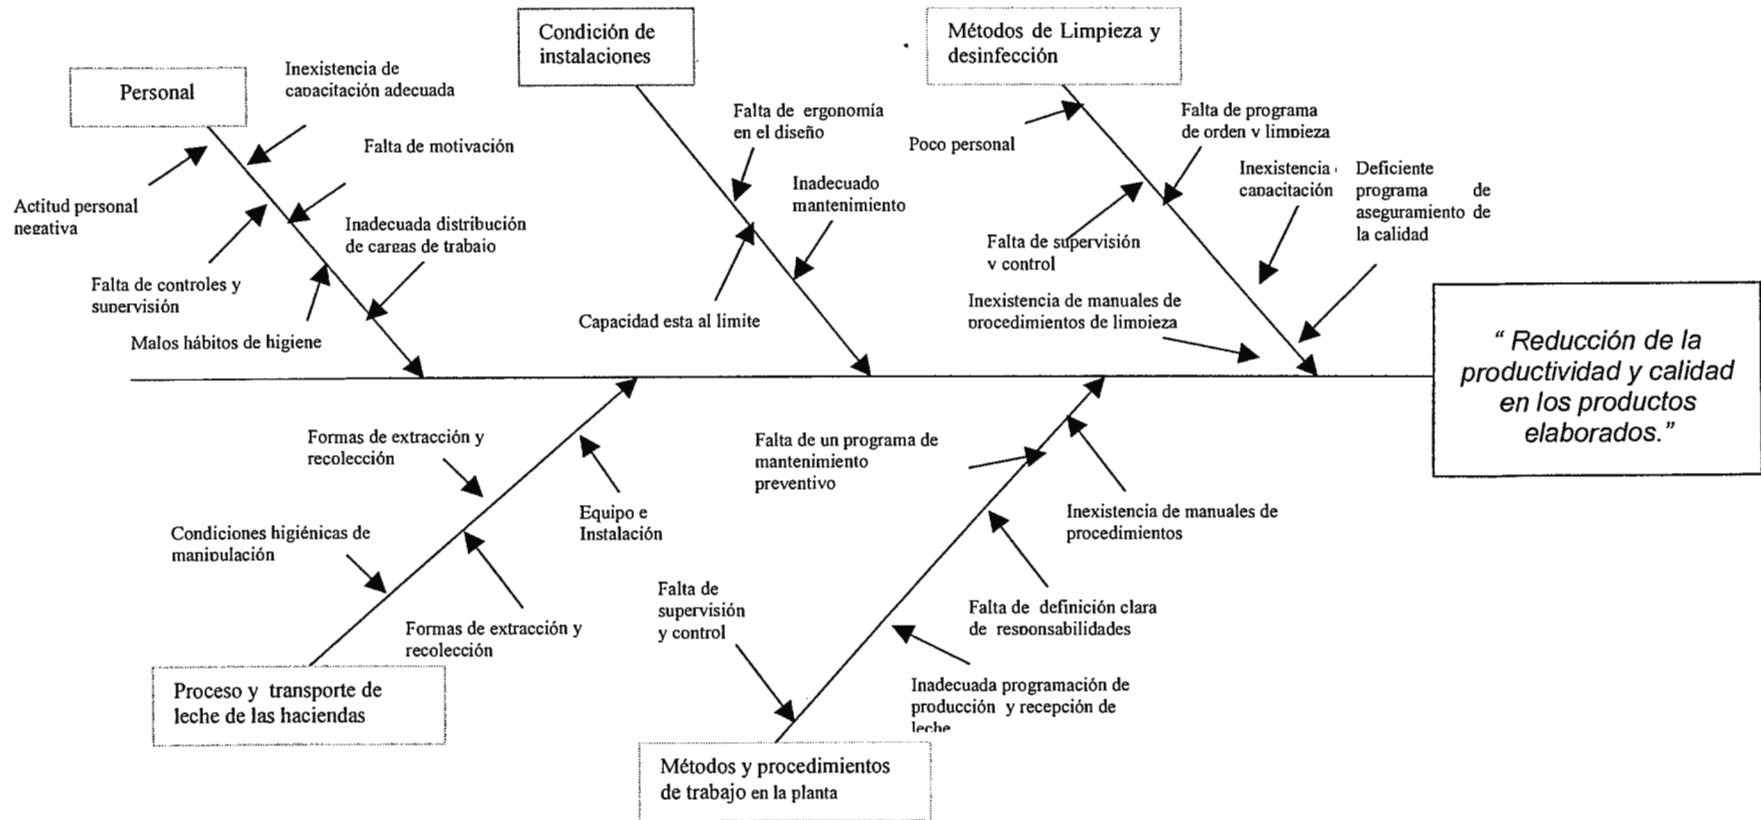 Condición de
instalaciones
Métodos de Limpieza y
desinfección
Personal
Inexistencia de
capacitación adecuada
Falta de motivación
Actitud personal
negativa
Inadecuada distribución
de cargas de trabajo
Falta de controles y
supervisión
Malos hábitos de higiene
Falta de ergonomía
en el diseño
Inadecuado
mantenimiento
Capacidad esta al limite
Poco personal
Falta de programa
de orden y limpieza
Inexistencia
capacitación
Deficiente
programa de
aseguramiento de
la calidad
Falta de supervisión
y control
Inexistencia de manuales de
procedimientos de limpieza
“ Reducción de la
productividad y calidad
en los productos
elaborados.”
Formas de extracción y
recolección
Equipo e
Instalación
Condiciones higiénicas de
manipulación
Formas de extracción y
recolección
Proceso y transporte de
leche de las haciendas
Falta de un programa de
mantenimiento
preventivo
Inexistencia de manuales de
procedimientos
Falta de
supervisión
y control
Falta de definición clara
de responsabilidades
Inadecuada programación de
producción y recepción de
leche
Métodos y procedimientos
de trabajo en la planta